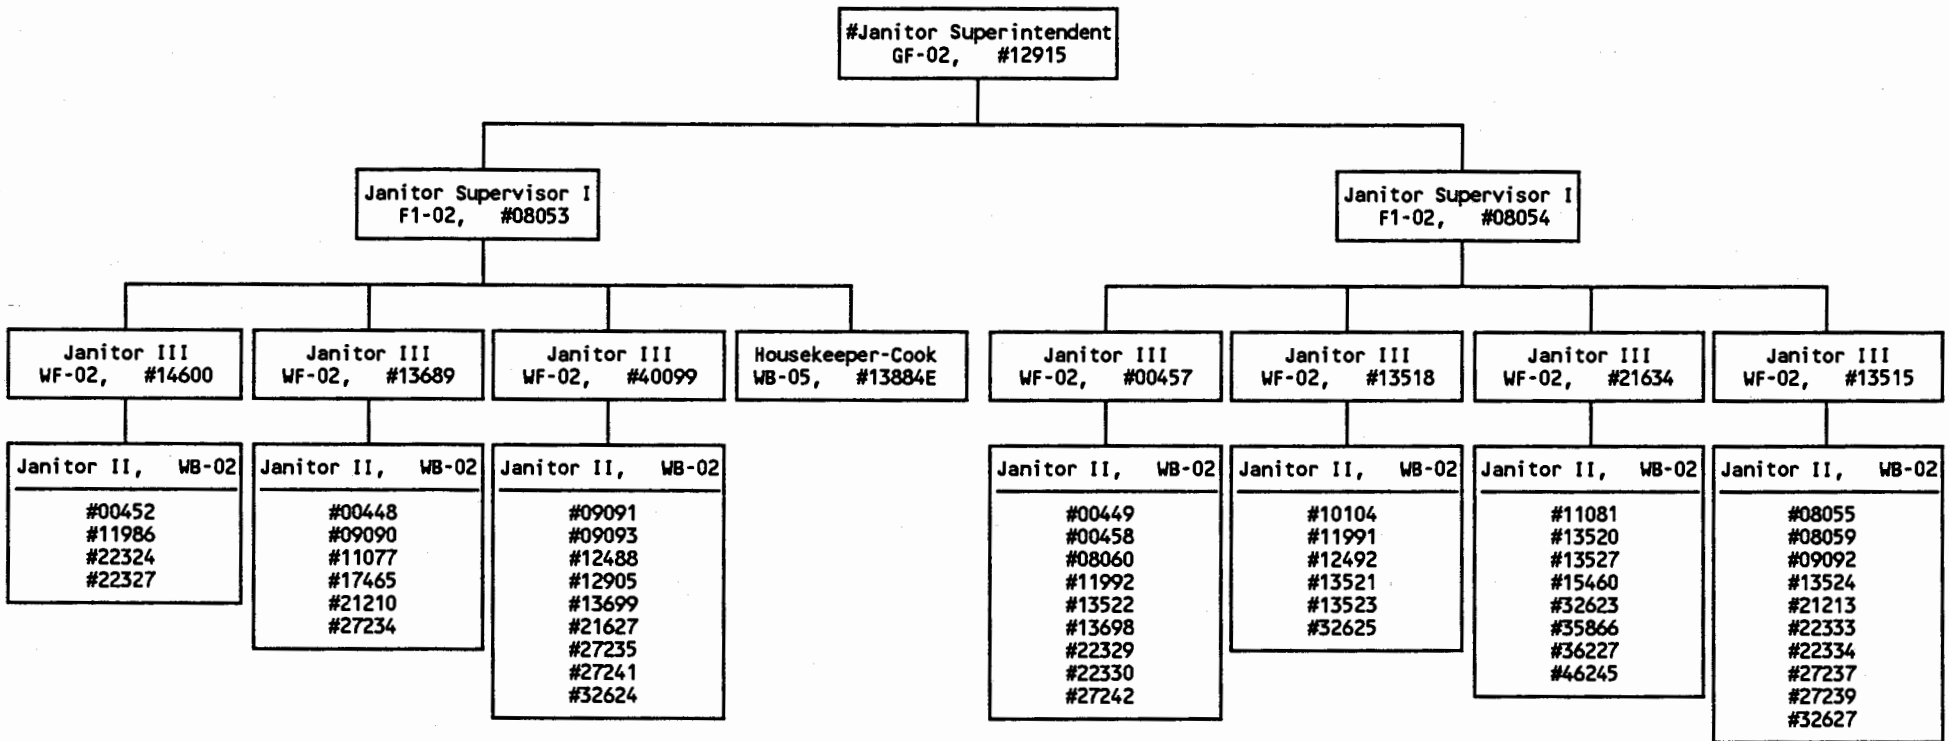 #Janitor Superintendent
GF-02, #12915
Janitor Supervisor I
F1-02, #08053
Janitor Supervisor I
F1-02, #08054
Janitor III
WF-02, #14600
Janitor III
WF-02, #13689
Janitor III
WF-02, #40099
Housekeeper-Cook
WB-05, #13884E
Janitor III
WF-02, #00457
Janitor III
WF-02, #13518
Janitor III
WF-02, #21634
Janitor III
WF-02, #13515
Janitor II, WB-02
#00452
#11986
#22324
#22327
Janitor II, WB-02
#00448
#09090
#11077
#17465
#21210
#27234
Janitor II, WB-02
#09091
#09093
#12488
#12905
#13699
#21627
#27235
#27241
#32624
Janitor II, WB-02
#00449
#00458
#08060
#11992
#13522
#13698
#22329
#22330
#27242
Janitor II, WB-02
#10104
#11991
#12492
#13521
#13523
#32625
Janitor II, WB-02
#11081
#13520
#13527
#15460
#32623
#35866
#36227
#46245
Janitor II, WB-02
#08055
#08059
#09092
#13524
#21213
#22333
#22334
#27237
#27239
#32627